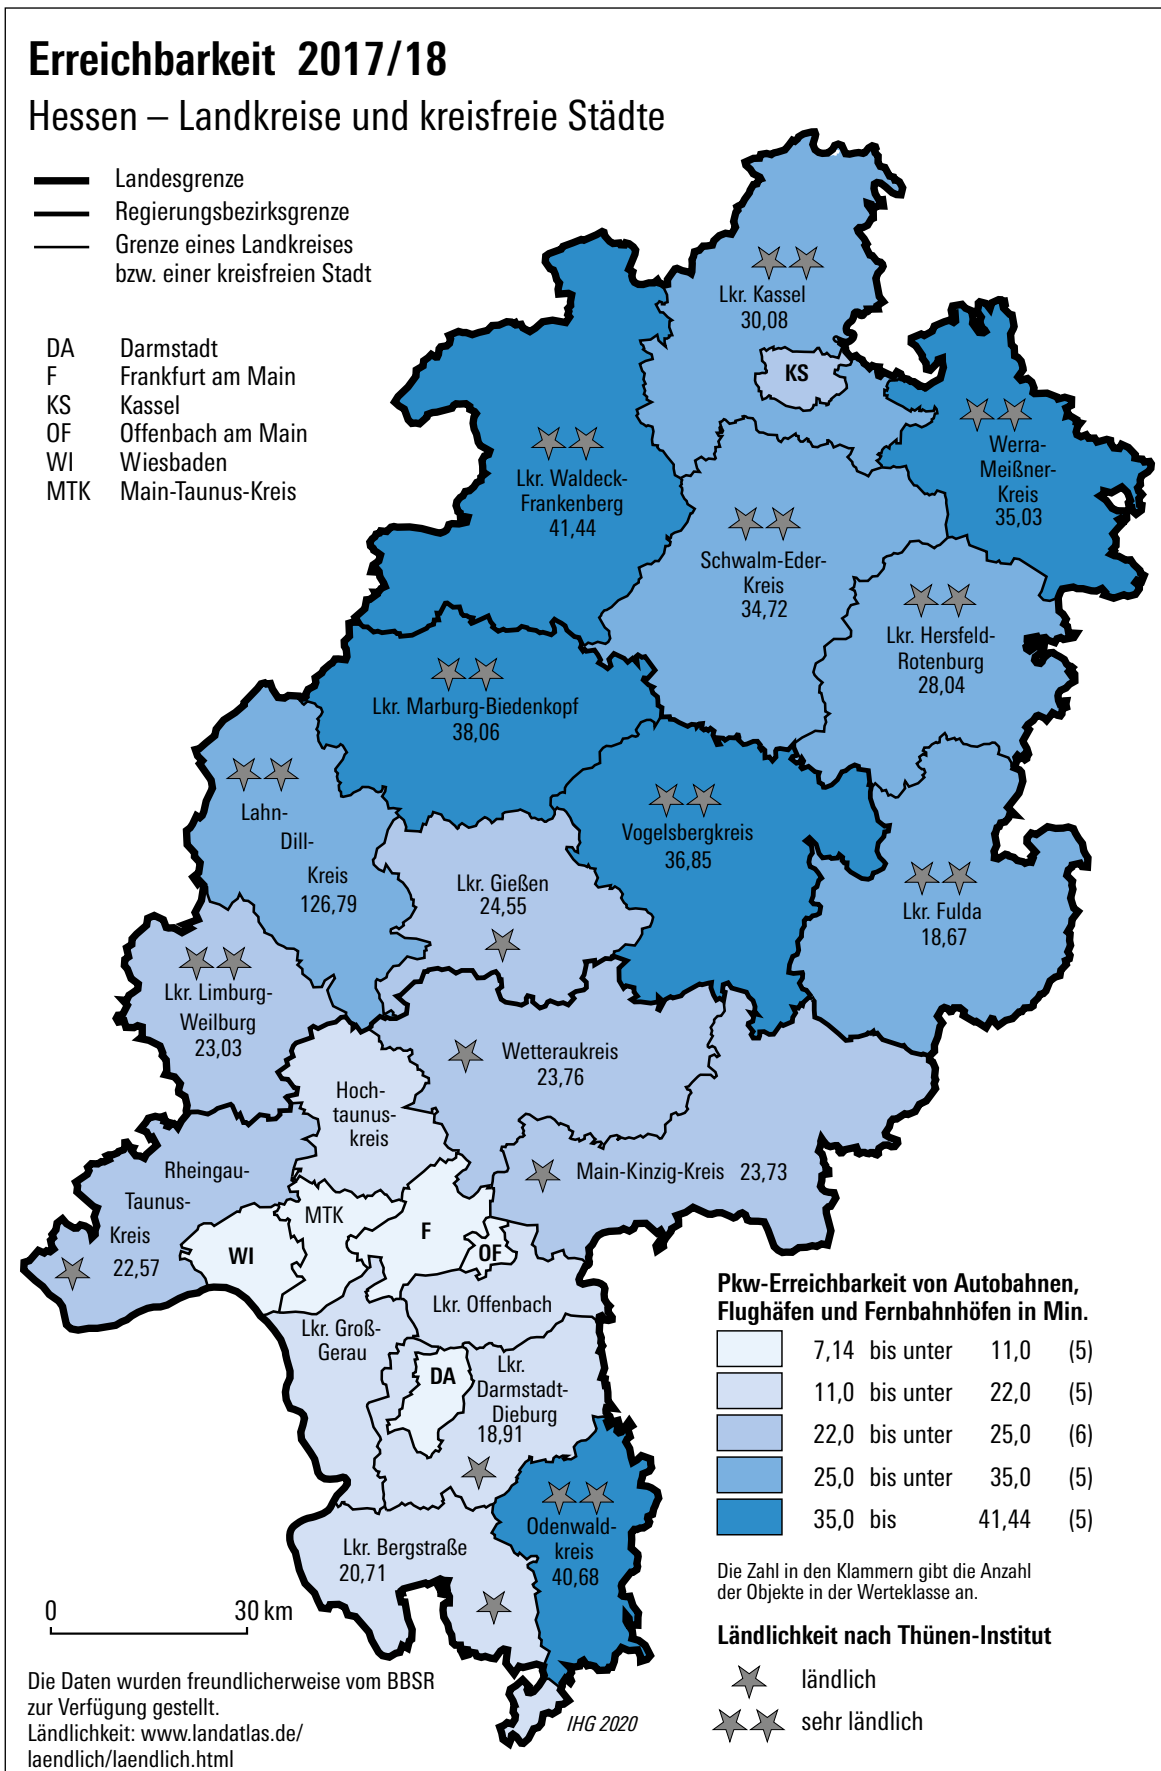 Erreichbarkeit 2017/18
Hessen – Landkreise und kreisfreie Städte
Landesgrenze
Regierungsbezirksgrenze
Grenze eines Landkreises
bzw. einer kreisfreien Stadt
DA Darmstadt
F Frankfurt am Main
KS Kassel
OF Offenbach am Main
WI Wiesbaden
MTK Main-Taunus-Kreis
Lkr. Kassel
30,08
KS
Werra-
Meißner-
Kreis
35,03
Lkr. Waldeck-
Frankenberg
41,44
Schwalm-Eder-
Kreis
34,72
Lkr. Hersfeld-
Rotenburg
28,04
Lkr. Marburg-Biedenkopf
38,06
Lahn-
Dill-
Kreis
126,79
Vogelsbergkreis
36,85
Lkr. Gießen
24,55
Lkr. Fulda
18,67
Lkr. Limburg-
Weilburg
23,03
Wetteraukreis
23,76
Hoch-
taunus-
kreis
Main-Kinzig-Kreis 23,73
Rheingau-
Taunus-
Kreis
22,57
WI
MTK
F
OF
Lkr. Offenbach
Lkr. Groß-
Gerau
DA
Lkr.
Darmstadt-
Dieburg
18,91
Odenwald-
kreis
40,68
Lkr. Bergstraße
20,71
Pkw-Erreichbarkeit von Autobahnen,
Flughäfen und Fernbahnhöfen in Min.
7,14 bis unter 11,0 (5)
11,0 bis unter 22,0 (5)
22,0 bis unter 25,0 (6)
25,0 bis unter 35,0 (5)
35,0 bis 41,44 (5)
Die Zahl in den Klammern gibt die Anzahl
der Objekte in der Werteklasse an.
Ländlichkeit nach Thünen-Institut
ländlich
sehr ländlich
0 30 km
Die Daten wurden freundlicherweise vom BBSR
zur Verfügung gestellt.
Ländlichkeit: www.landatlas.de/
laendlich/laendlich.html
IHG 2020